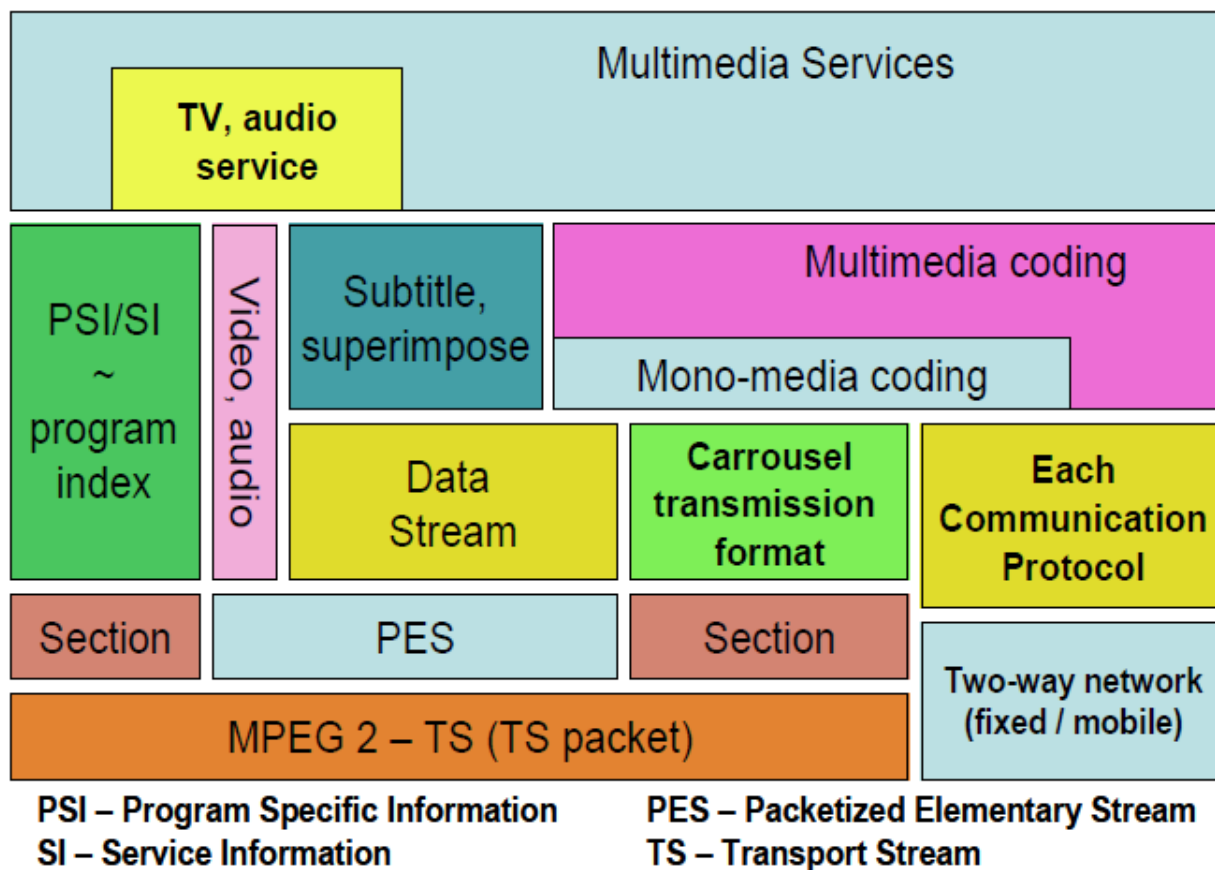 Multimedia Services
TV, audio
service
PSI/SI
~
program
index
Video, audio
Subtitle,
superimpose
Multimedia coding
Mono-media coding
Data
Stream
Carrousel
transmission
format
Each
Communication
Protocol
Section
PES
Section
Two-way network
(fixed / mobile)
MPEG 2 – TS (TS packet)
PSI – Program Specific Information
SI – Service Information
PES – Packetized Elementary Stream
TS – Transport Stream